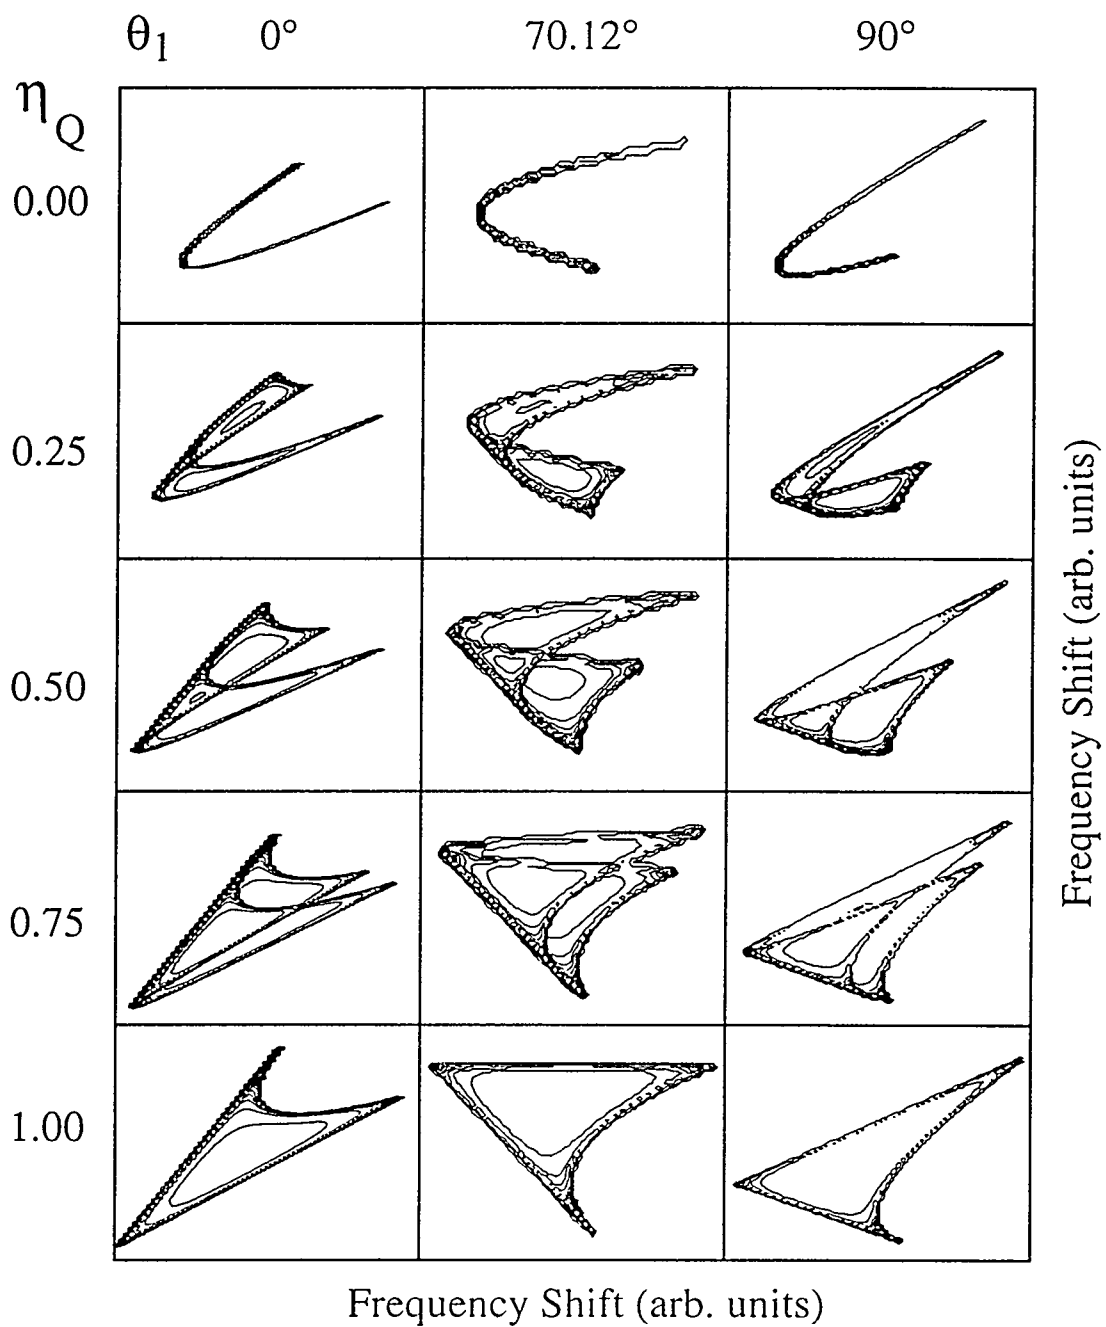 θ1 0° 70.12° 90°
ηQ
0.00
0.25
0.50
0.75
1.00
Frequency Shift (arb. units)
Frequency Shift (arb. units)